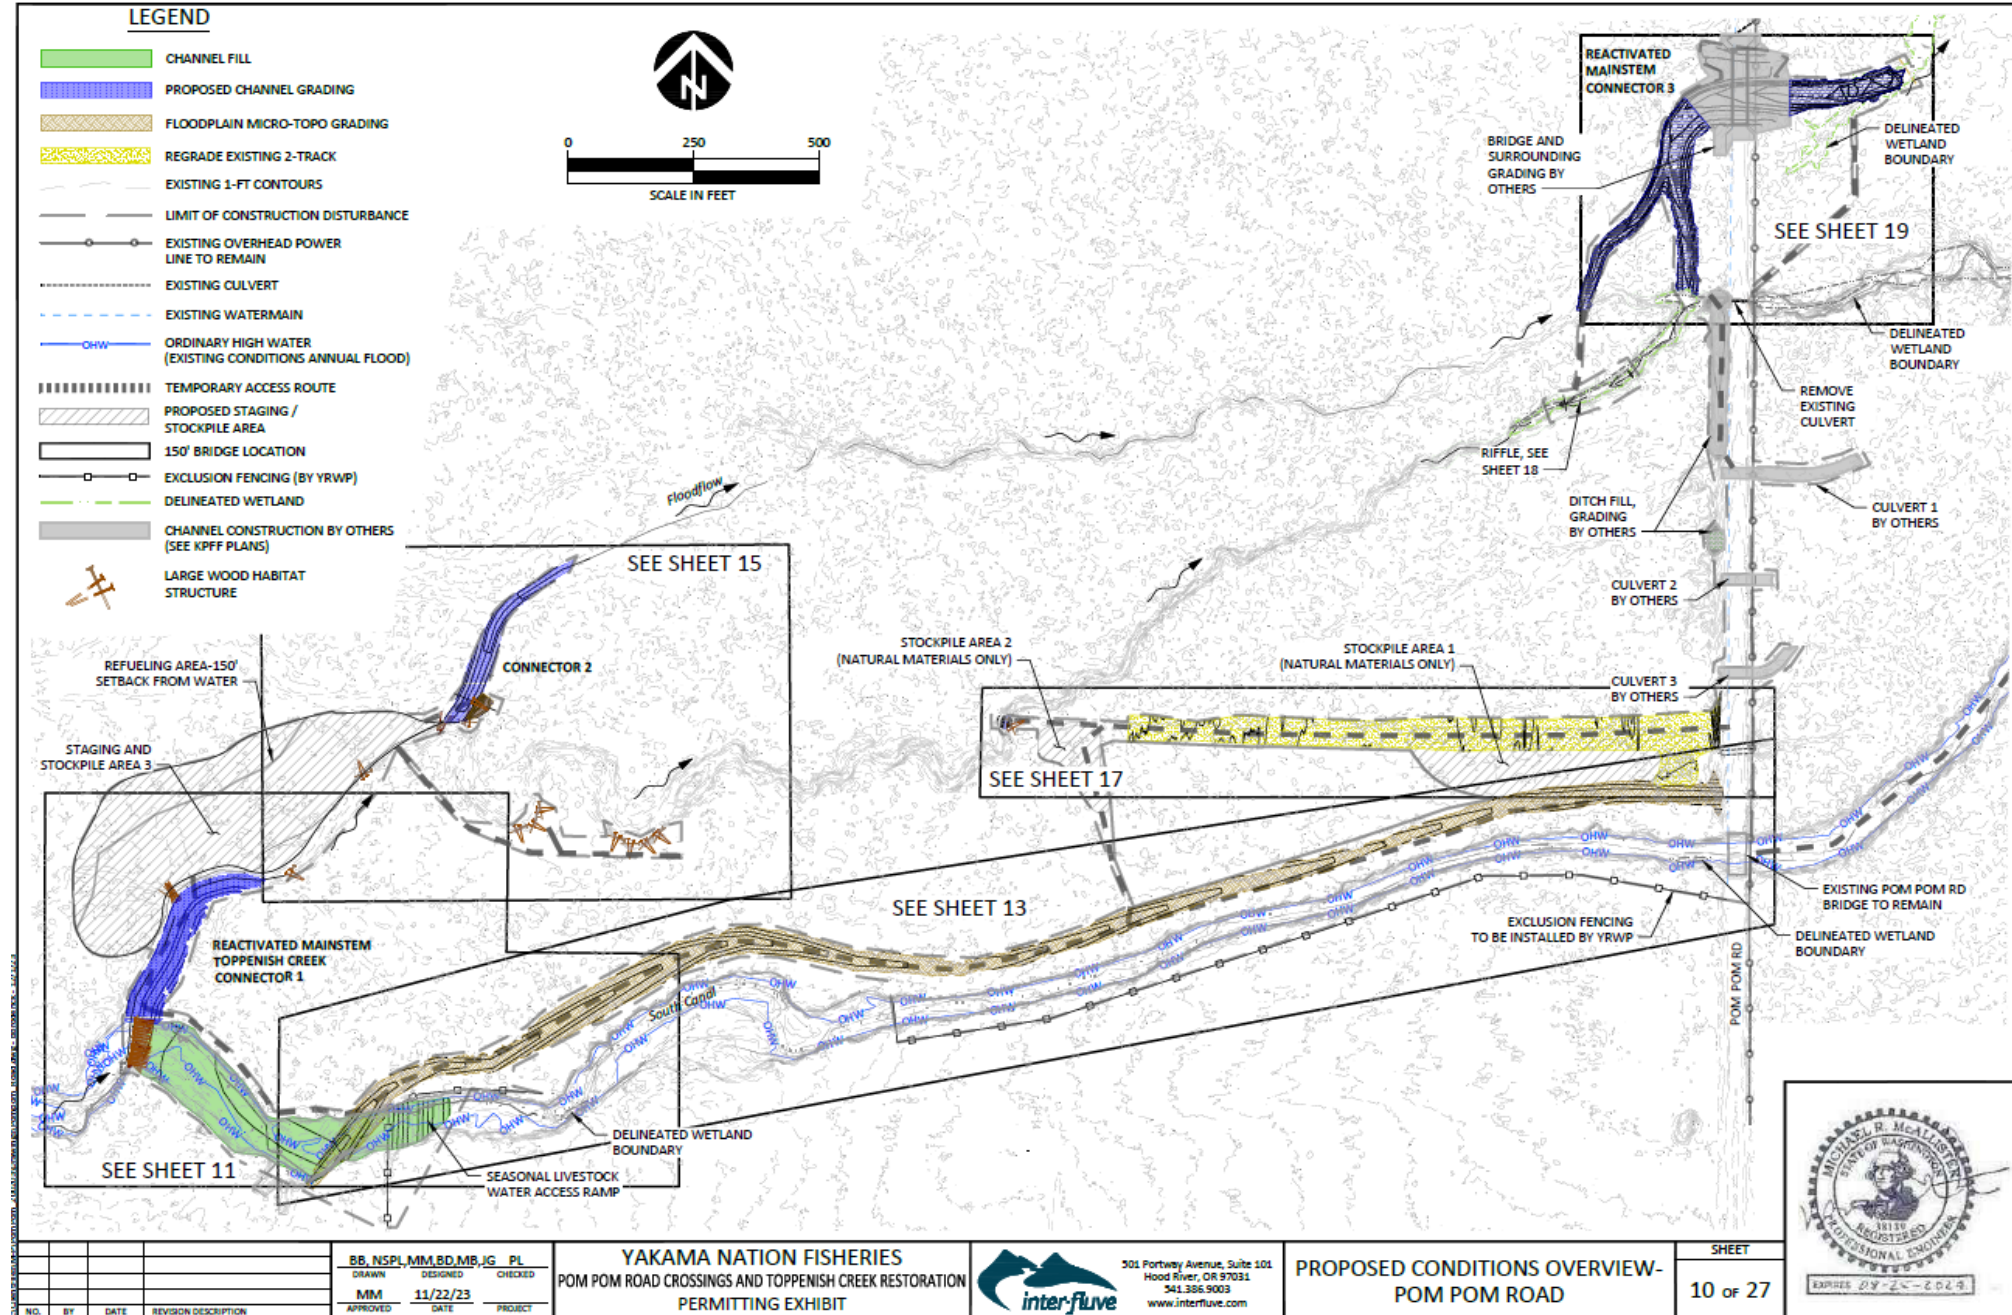 LEGEND
CHANNEL FILL
PROPOSED CHANNEL GRADING
FLOODPLAIN MICRO-TOPO GRADING
REGRADE EXISTING 2-TRACK
EXISTING 1-FT CONTOURS
LIMIT OF CONSTRUCTION DISTURBANCE
EXISTING OVERHEAD POWER
LINE TO REMAIN
EXISTING CULVERT
EXISTING WATERMAIN
OHW
ORDINARY HIGH WATER
(EXISTING CONDITIONS ANNUAL FLOOD)
TEMPORARY ACCESS ROUTE
PROPOSED STAGING /
STOCKPILE AREA
150' BRIDGE LOCATION
EXCLUSION FENCING (BY YRWP)
DELINEATED WETLAND
CHANNEL CONSTRUCTION BY OTHERS
(SEE KPFF PLANS)
LARGE WOOD HABITAT
STRUCTURE
N
0 250 500
SCALE IN FEET
REACTIVATED
MAINSTEM
CONNECTOR 3
BRIDGE AND
SURROUNDING
GRADING BY
OTHERS
DELINEATED
WETLAND
BOUNDARY
SEE SHEET 19
DELINEATED
WETLAND
BOUNDARY
REMOVE
EXISTING
CULVERT
RIFFLE, SEE
SHEET 18
DITCH FILL,
GRADING
BY OTHERS
CULVERT 1
BY OTHERS
CULVERT 2
BY OTHERS
CULVERT 3
BY OTHERS
Floodflow
SEE SHEET 15
CONNECTOR 2
REFUELING AREA-150'
SETBACK FROM WATER
STAGING AND
STOCKPILE AREA 3
STOCKPILE AREA 2
(NATURAL MATERIALS ONLY)
STOCKPILE AREA 1
(NATURAL MATERIALS ONLY)
SEE SHEET 17
SEE SHEET 13
REACTIVATED MAINSTEM
TOPPENISH CREEK
CONNECTOR 1
South Canal
EXCLUSION FENCING
TO BE INSTALLED BY YRWP
EXISTING POM POM RD
BRIDGE TO REMAIN
DELINEATED WETLAND
BOUNDARY
POM POM RD
OHW
OHW
OHW
OHW
OHW
OHW
OHW
OHW
OHW
OHW
OHW
OHW
SEE SHEET 11
DELINEATED WETLAND
BOUNDARY
SEASONAL LIVESTOCK
WATER ACCESS RAMP
MICHAEL R. McALLISTER
STATE OF WASHINGTON
REGISTERED
PROFESSIONAL ENGINEER
EXPIRES
NO. BY DATE REVISION DESCRIPTION
BB, NSPL,MM,BD,MB,JG PL
DRAWN DESIGNED CHECKED
MM 11/22/23
APPROVED DATE PROJECT
YAKAMA NATION FISHERIES
POM POM ROAD CROSSINGS AND TOPPENISH CREEK RESTORATION
PERMITTING EXHIBIT
inter-fluve
501 Portway Avenue, Suite 101
Hood River, OR 97031
541.386.9003
www.interfluve.com
PROPOSED CONDITIONS OVERVIEW-
POM POM ROAD
SHEET
10 OF 27